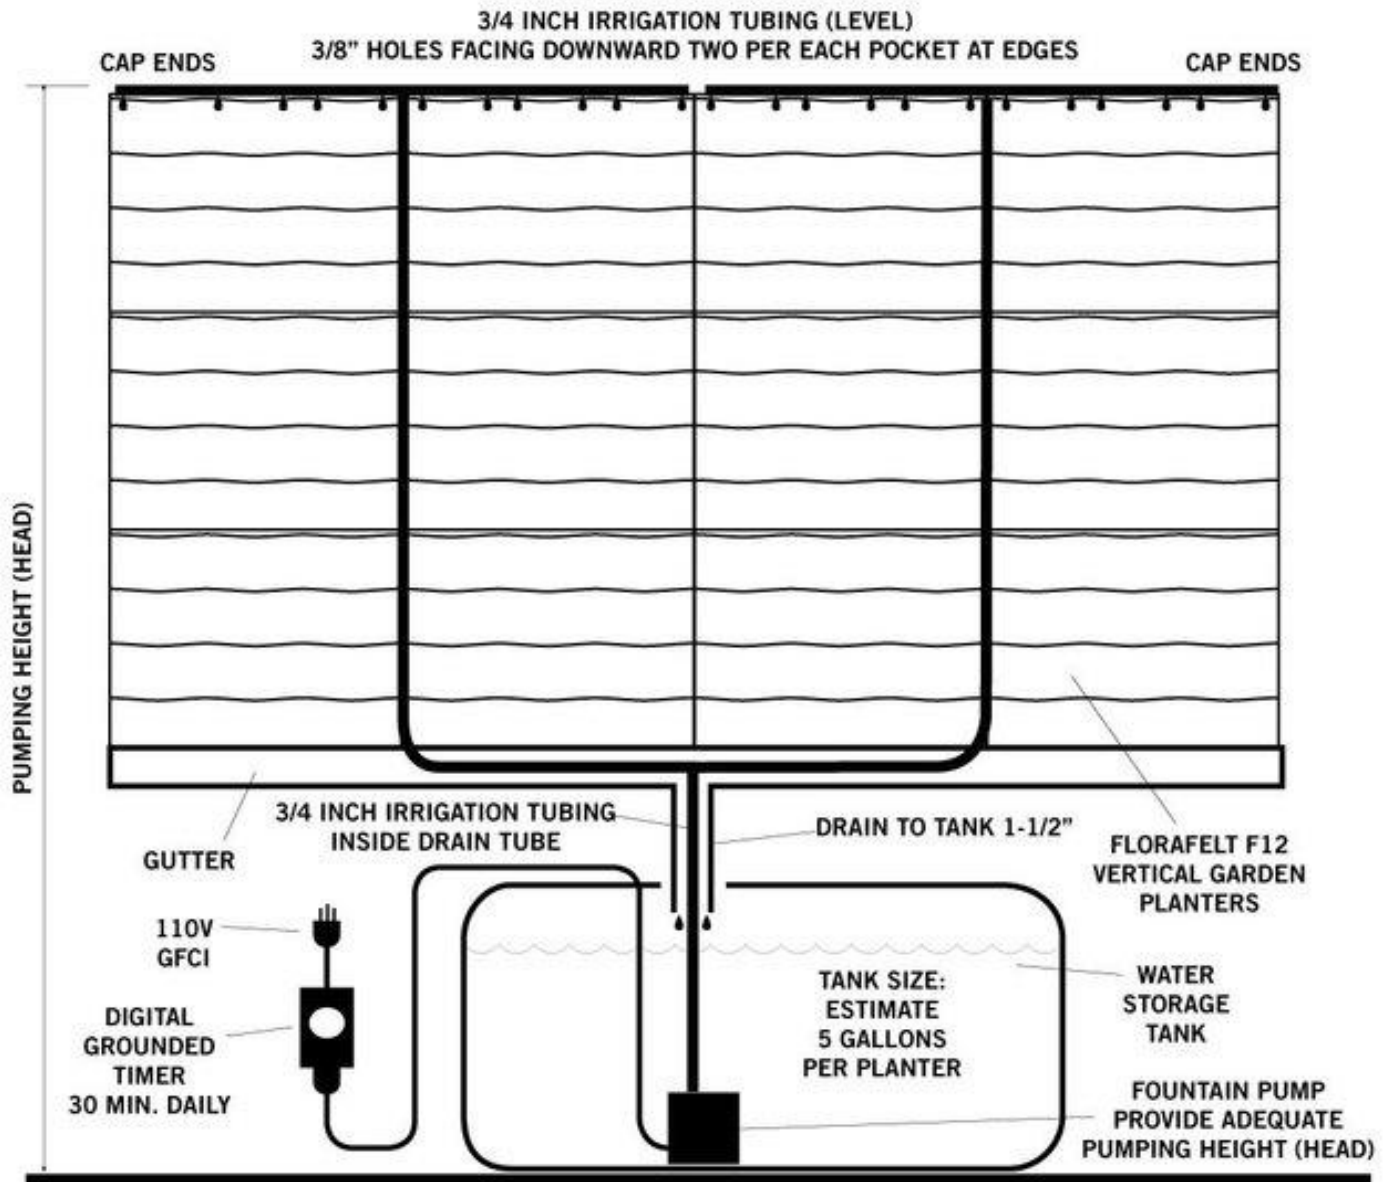 3/4 INCH IRRIGATION TUBING (LEVEL)
3/8” HOLES FACING DOWNWARD TWO PER EACH POCKET AT EDGES
CAP ENDS
CAP ENDS
PUMPING HEIGHT (HEAD)
3/4 INCH IRRIGATION TUBING
INSIDE DRAIN TUBE
DRAIN TO TANK 1-1/2”
GUTTER
FLORAFELT F12
VERTICAL GARDEN
PLANTERS
110V
GFCI
TANK SIZE:
ESTIMATE
5 GALLONS
PER PLANTER
WATER
STORAGE
TANK
DIGITAL
GROUNDED
TIMER
30 MIN. DAILY
FOUNTAIN PUMP
PROVIDE ADEQUATE
PUMPING HEIGHT (HEAD)